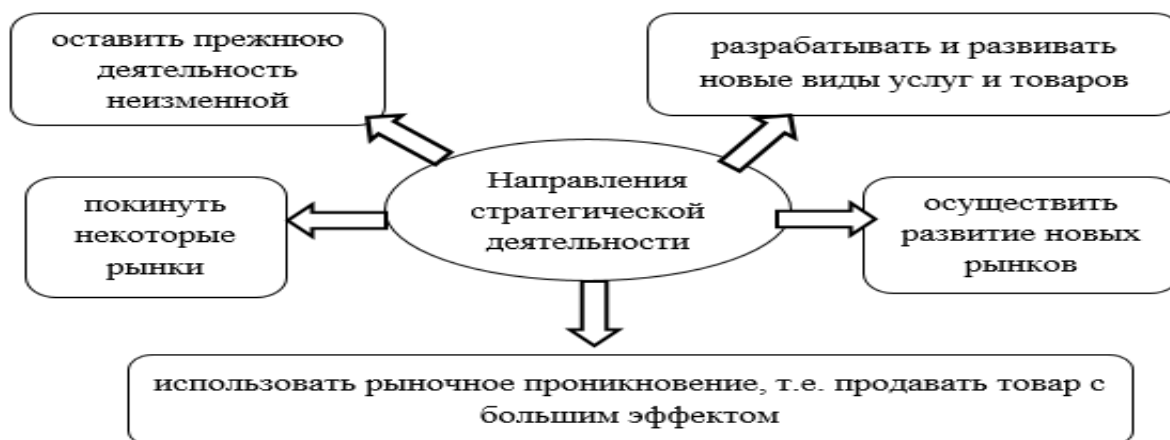 оставить прежнюю
деятельность
неизменной
разрабатывать и развивать
новые виды услуг и товаров
Направления
стратегической
деятельности
покинуть
некоторые
рынки
осуществить
развитие новых
рынков
использовать рыночное проникновение, т.е. продавать товар с
большим эффектом